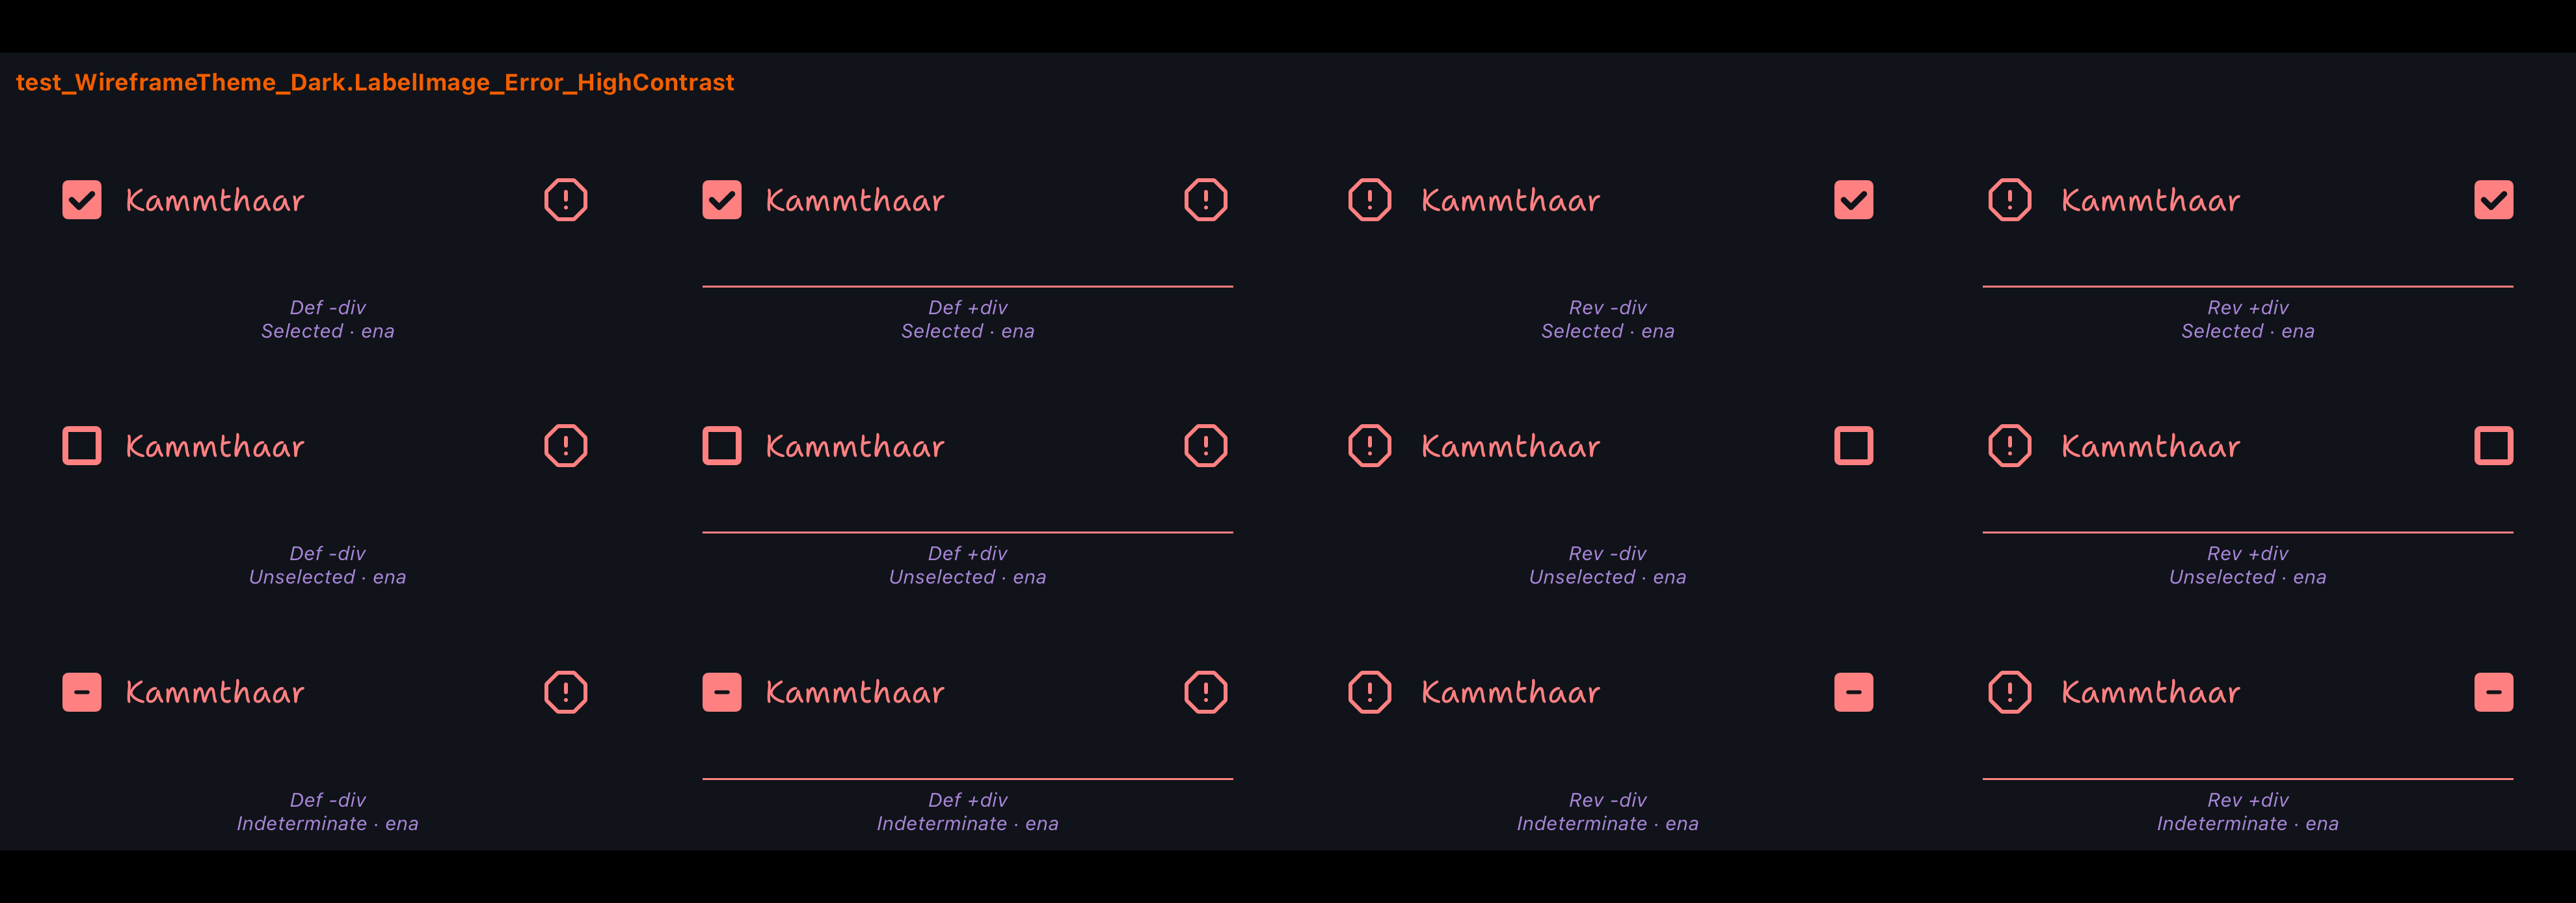 test_WireframeTheme_Dark.LabelImage_Error_HighContrast
Kammthaar
Kammthaar
Kammthaar
Kammthaar
Def -div
Selected · ena
Def +div
Selected · ena
Rev -div
Selected · ena
Rev +div
Selected · ena
Kammthaar
Kammthaar
Kammthaar
Kammthaar
Def -div
Unselected · ena
Def +div
Unselected · ena
Rev -div
Unselected · ena
Rev +div
Unselected · ena
Kammthaar
Kammthaar
Kammthaar
Kammthaar
Def -div
Indeterminate · ena
Def +div
Indeterminate · ena
Rev -div
Indeterminate · ena
Rev +div
Indeterminate · ena